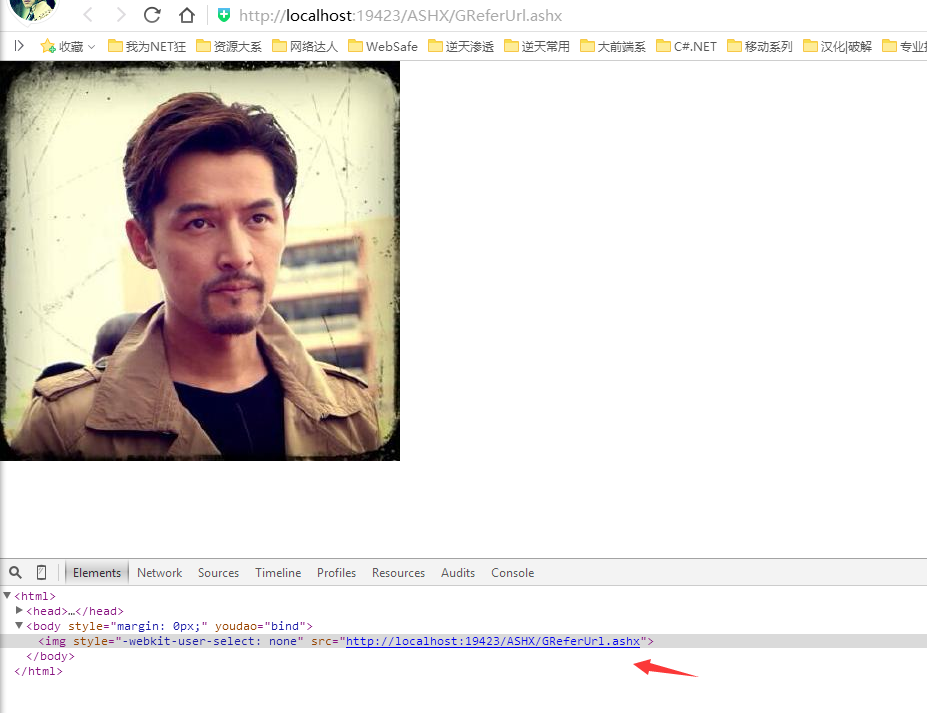 http://localhost:19423/ASHX/GReferUrl.ashx
收藏 我为NET狂 资源大系 网络达人 WebSafe 逆天渗透 逆天常用 大前端系 C#.NET 移动系列 汉化|破解 专业
Elements Network Sources Timeline Profiles Resources Audits Console
<html>
<head>…</head>
<body style="margin: 0px;" youdao="bind">
<img style="-webkit-user-select: none" src="http://localhost:19423/ASHX/GReferUrl.ashx">
</body>
</html>